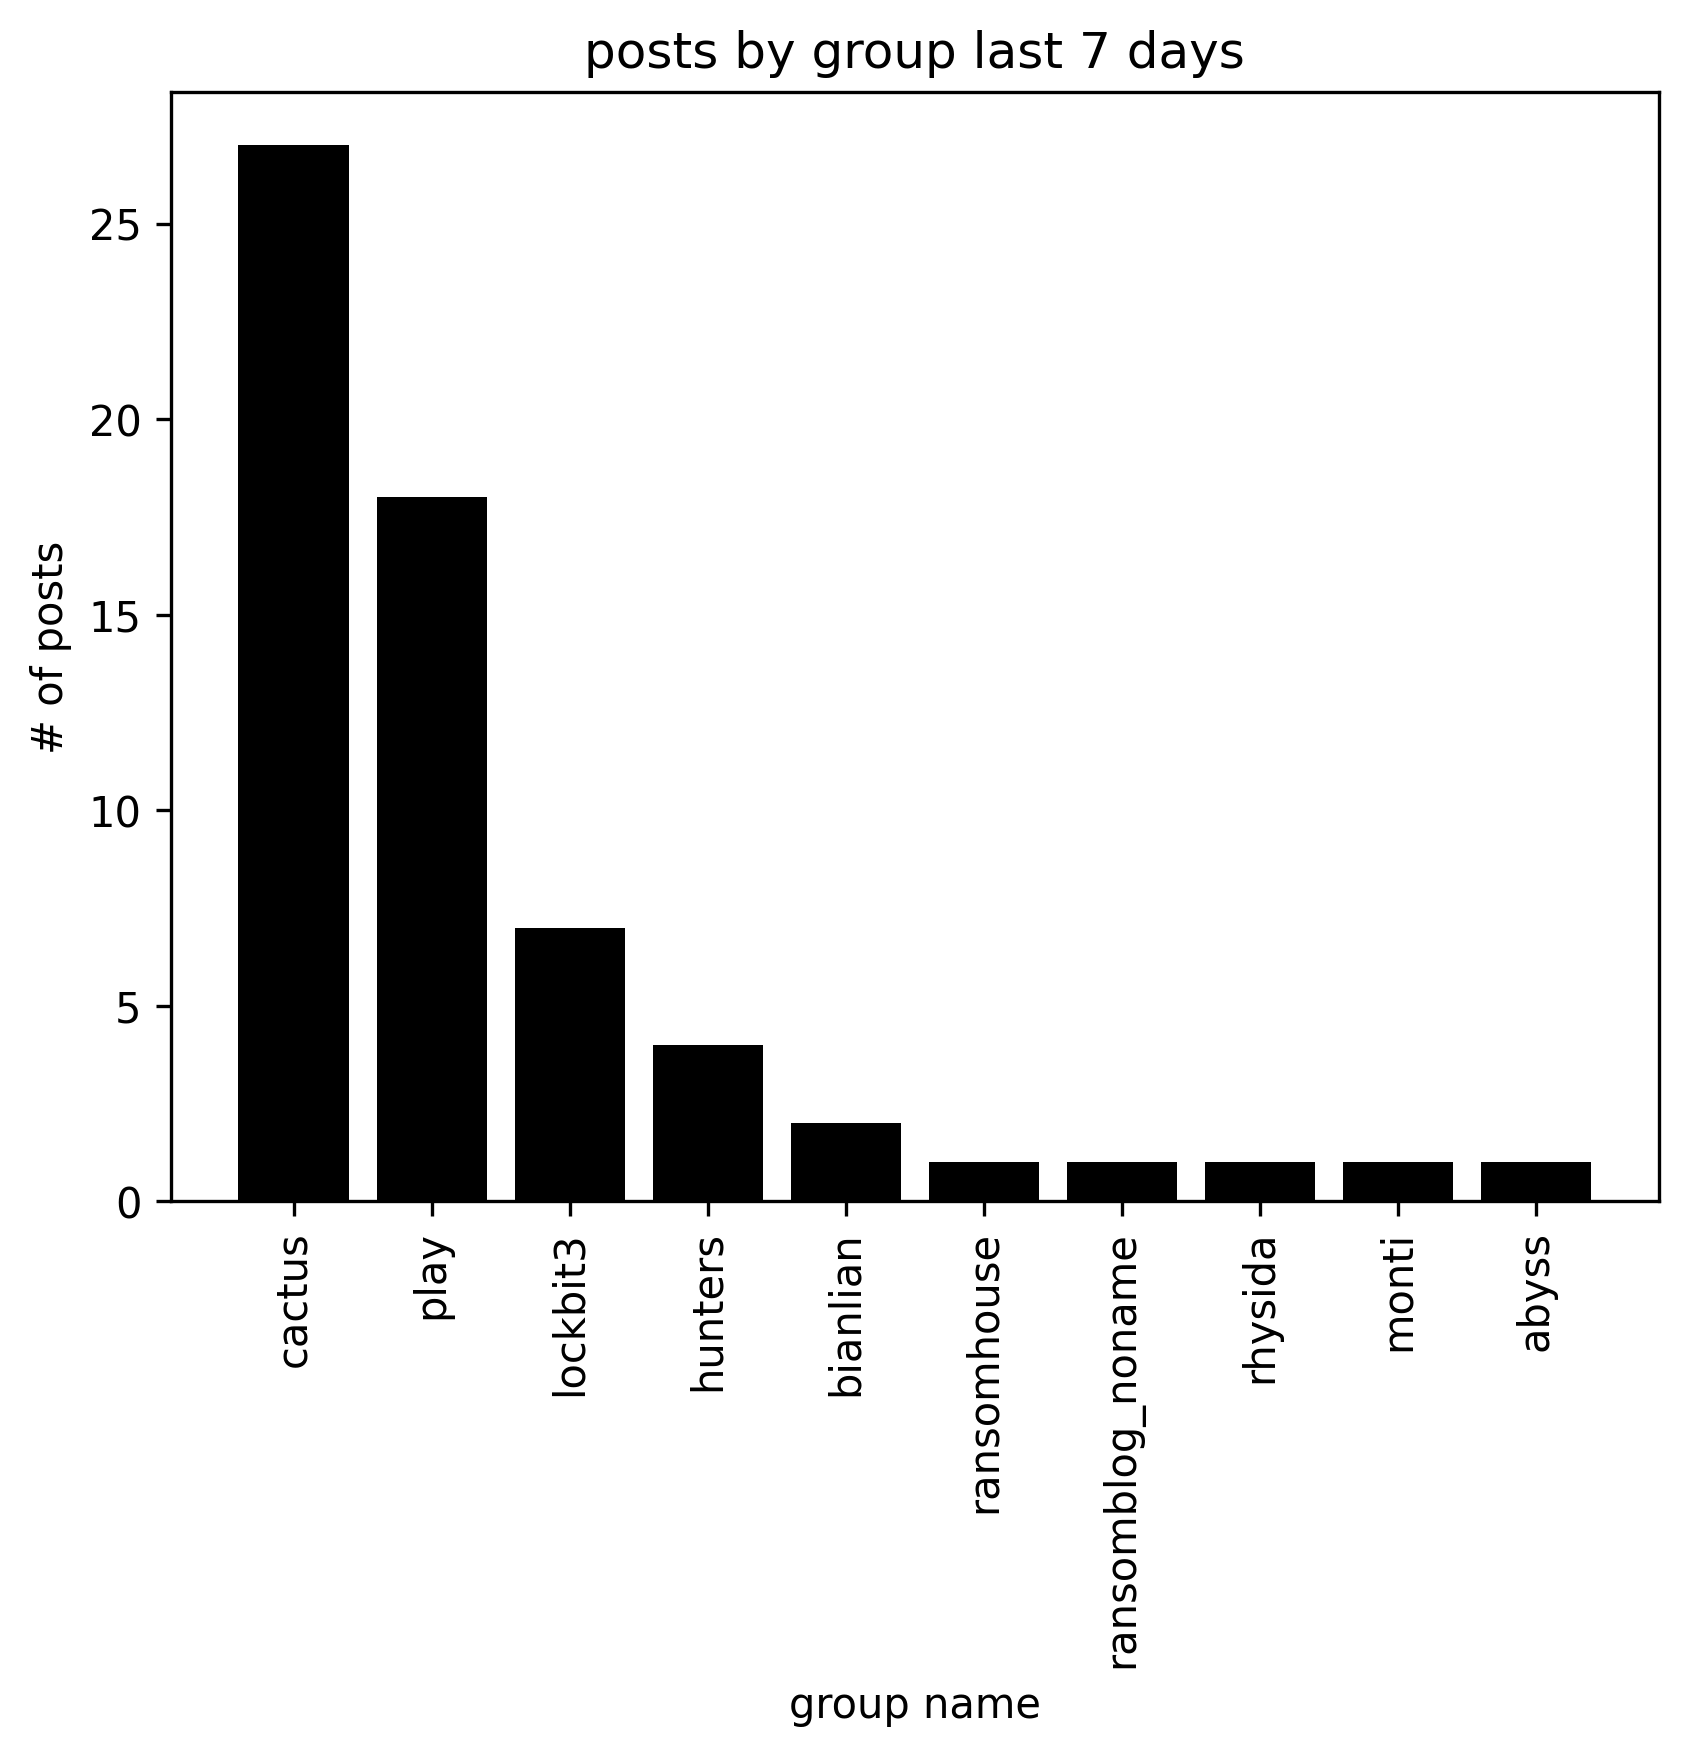 posts by group last 7 days
# of posts
25
20
15
10
5
0
cactus
play
lockbit3
hunters
bianlian
ransomhouse
ransomblog_noname
rhysida
monti
abyss
group name